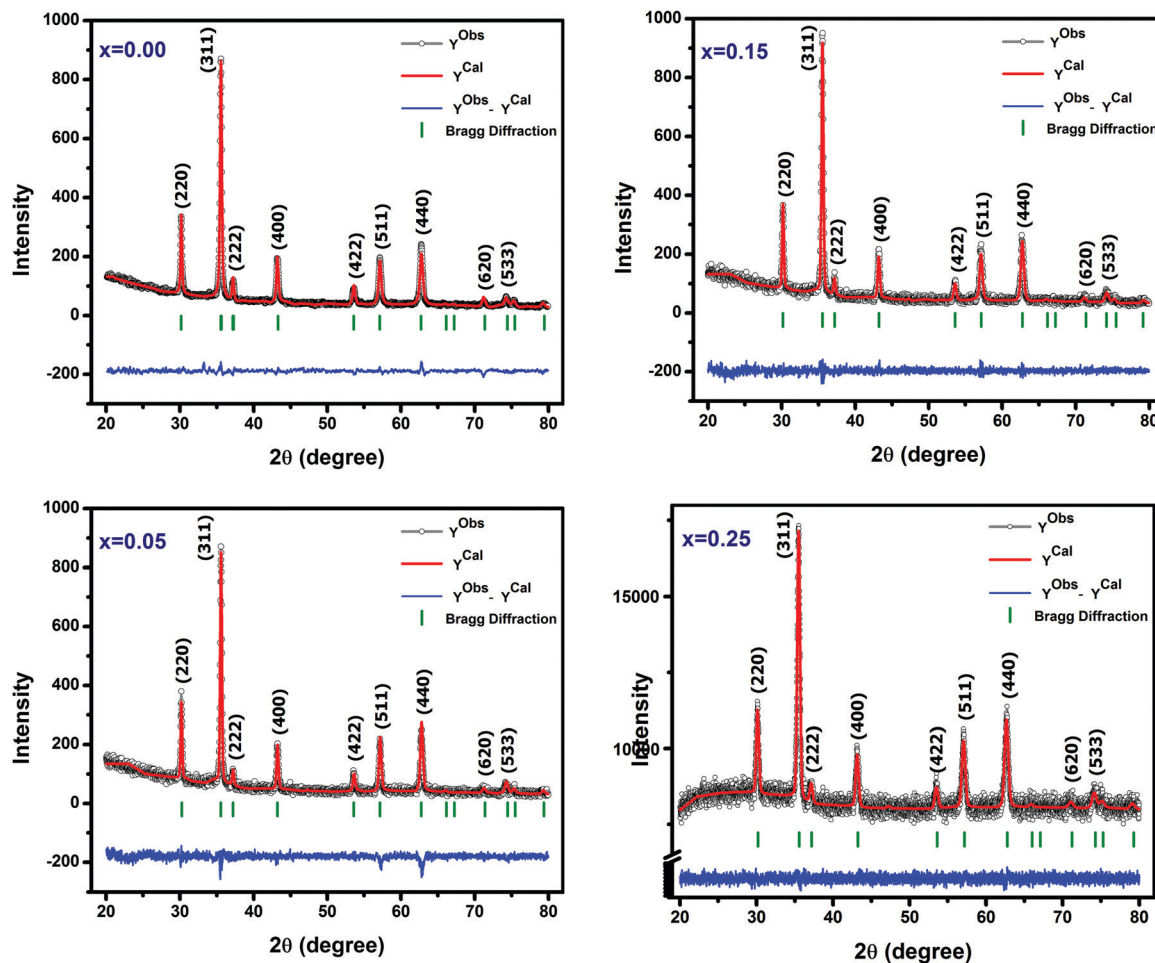 x=0.00
Y^Obs
Y^Cal
Y^Obs - Y^Cal
Bragg Diffraction
(220)
(311)
(222)
(400)
(422)
(511)
(440)
(620)
(533)
1000
800
600
400
200
0
-200
Intensity
20 30 40 50 60 70 80
2θ (degree)
x=0.15
Y^Obs
Y^Cal
Y^Obs - Y^Cal
Bragg Diffraction
(220)
(311)
(222)
(400)
(422)
(511)
(440)
(620)
(533)
1000
800
600
400
200
0
-200
Intensity
20 30 40 50 60 70 80
2θ (degree)
x=0.05
Y^Obs
Y^Cal
Y^Obs - Y^Cal
Bragg Diffraction
(220)
(311)
(222)
(400)
(422)
(511)
(440)
(620)
(533)
1000
800
600
400
200
0
-200
Intensity
20 30 40 50 60 70 80
2θ (degree)
x=0.25
Y^Obs
Y^Cal
Y^Obs - Y^Cal
Bragg Diffraction
(220)
(311)
(222)
(400)
(422)
(511)
(440)
(620)
(533)
15000
10000
Intensity
20 30 40 50 60 70 80
2θ (degree)